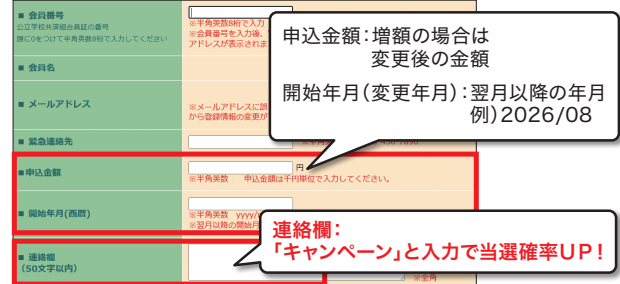 ■ 会員番号
公立学校共済組合員証の番号
頭に0をつけて半角英数8桁で入力してください
※半角英数8桁で入力
※会員番号を入力後、
アドレスが表示されま
■ 会員名
■ メールアドレス
※メールアドレスに誤
から登録情報の変更が
■ 緊急連絡先
■申込金額
円
※半角英数 申込金額は千円単位で入力してください。
■ 開始年月(西暦)
※半角英数 yyyy/
※翌月以降の開始月
■ 連絡欄
(50文字以内)
※全角
申込金額:増額の場合は
変更後の金額
開始年月(変更年月):翌月以降の年月
例)2026/08
連絡欄:
「キャンペーン」と入力で当選確率UP!